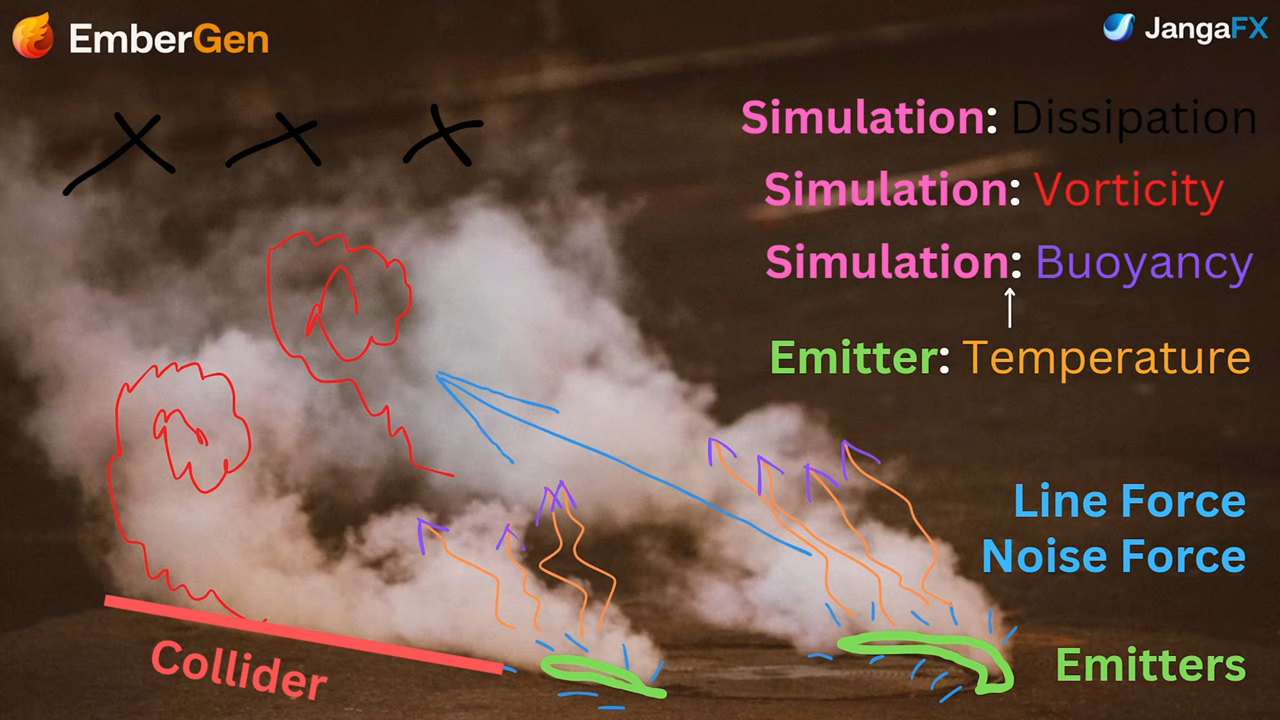 EmberGen
JangaFX
Simulation: Dissipation
Simulation: Vorticity
Simulation: Buoyancy
Emitter: Temperature
Line Force
Noise Force
Collider
Emitters